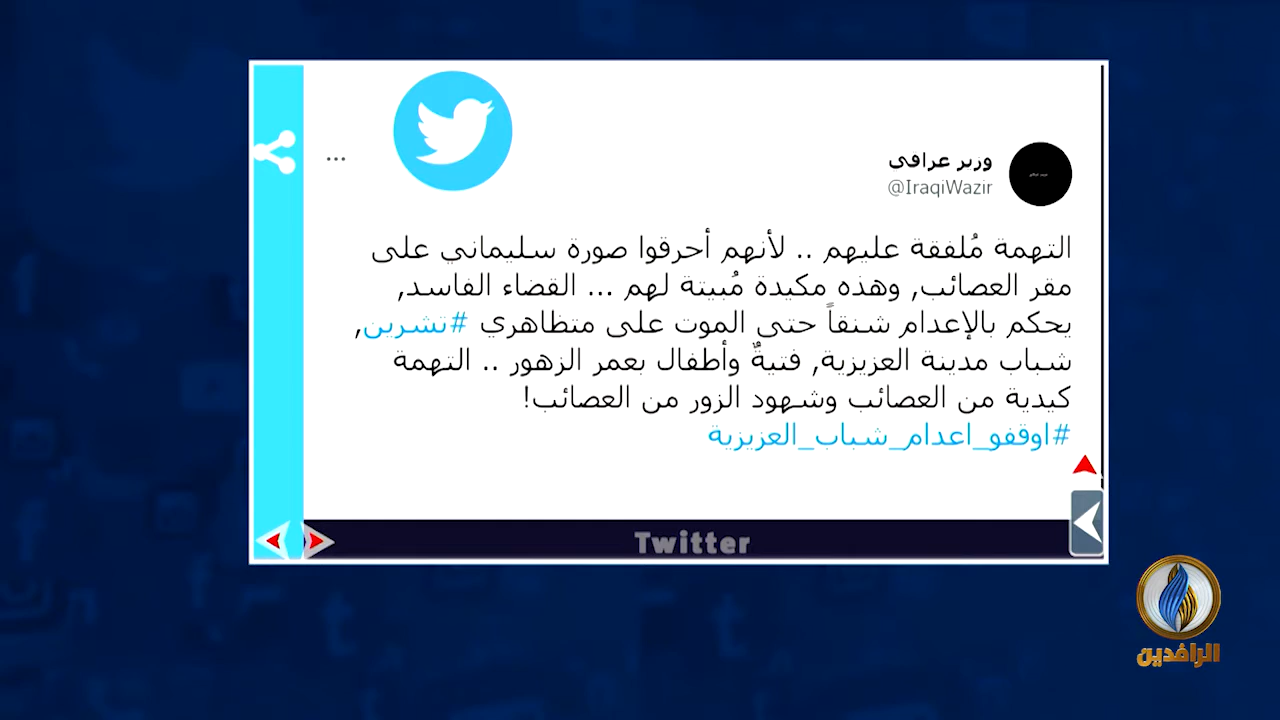 وزير عراقي
@IraqiWazir
...
التهمة مُلفقة عليهم .. لأنهم أحرقوا صورة سليماني على
مقر العصائب, وهذه مكيدة مُبيتة لهم ... القضاء الفاسد,
يحكم بالإعدام شنقاً حتى الموت على متظاهري #تشرين,
شباب مدينة العزيزية, فتيةٌ وأطفال بعمر الزهور .. التهمة
كيدية من العصائب وشهود الزور من العصائب!
#اوقفو_اعدام_شباب_العزيزية
Twitter
الرافدين